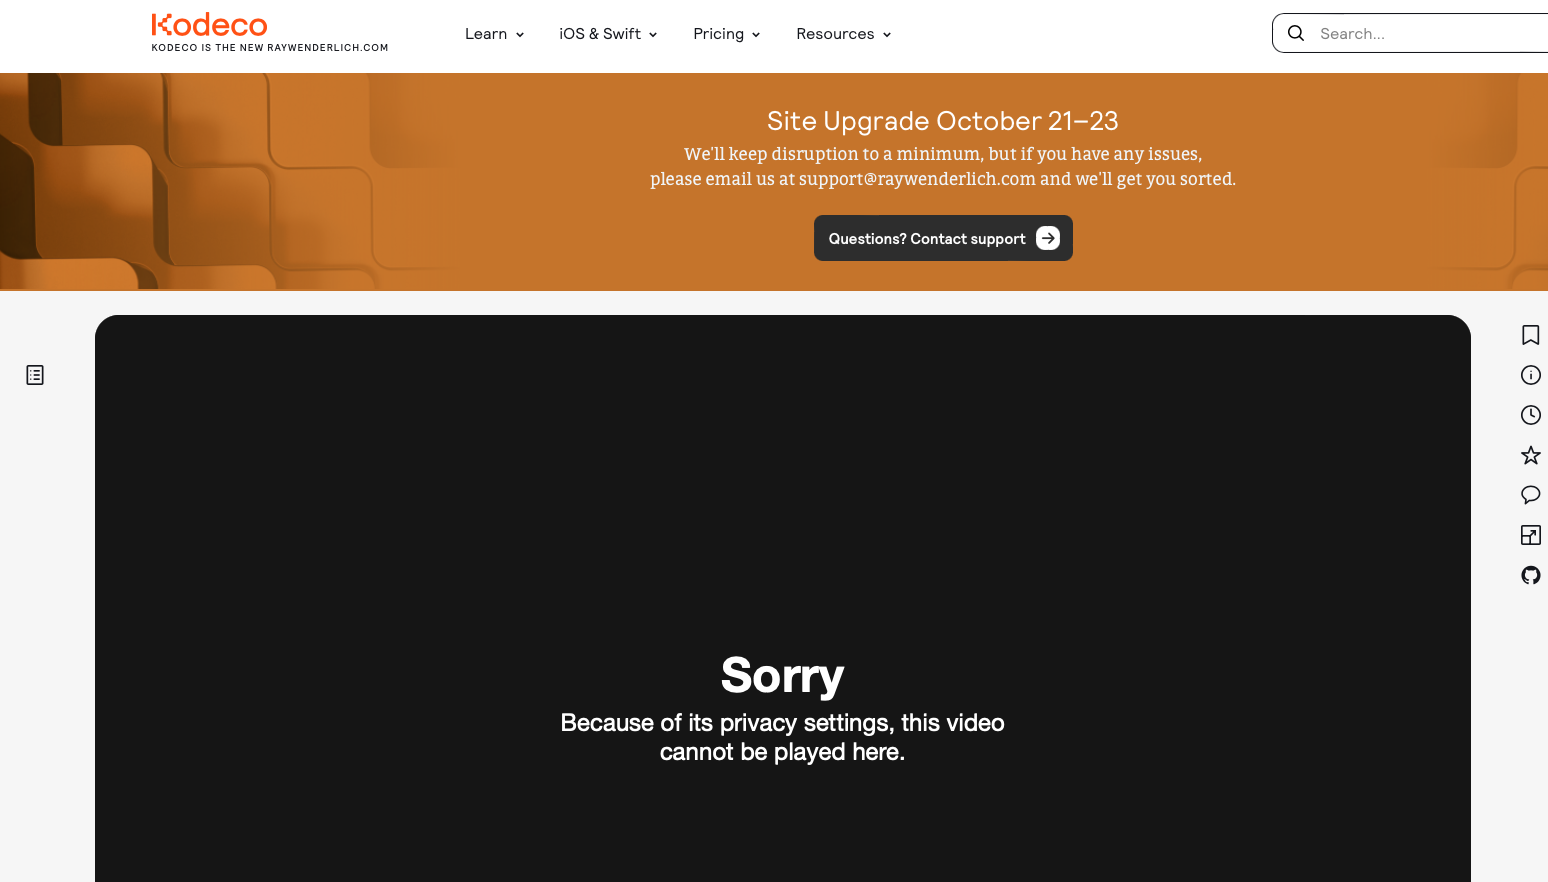 Kodeco
KODECO IS THE NEW RAYWENDERLICH.COM
Learn
iOS & Swift
Pricing
Resources
Search...
Site Upgrade October 21–23
We'll keep disruption to a minimum, but if you have any issues,
please email us at support@raywenderlich.com and we'll get you sorted.
Questions? Contact support
Sorry
Because of its privacy settings, this video
cannot be played here.